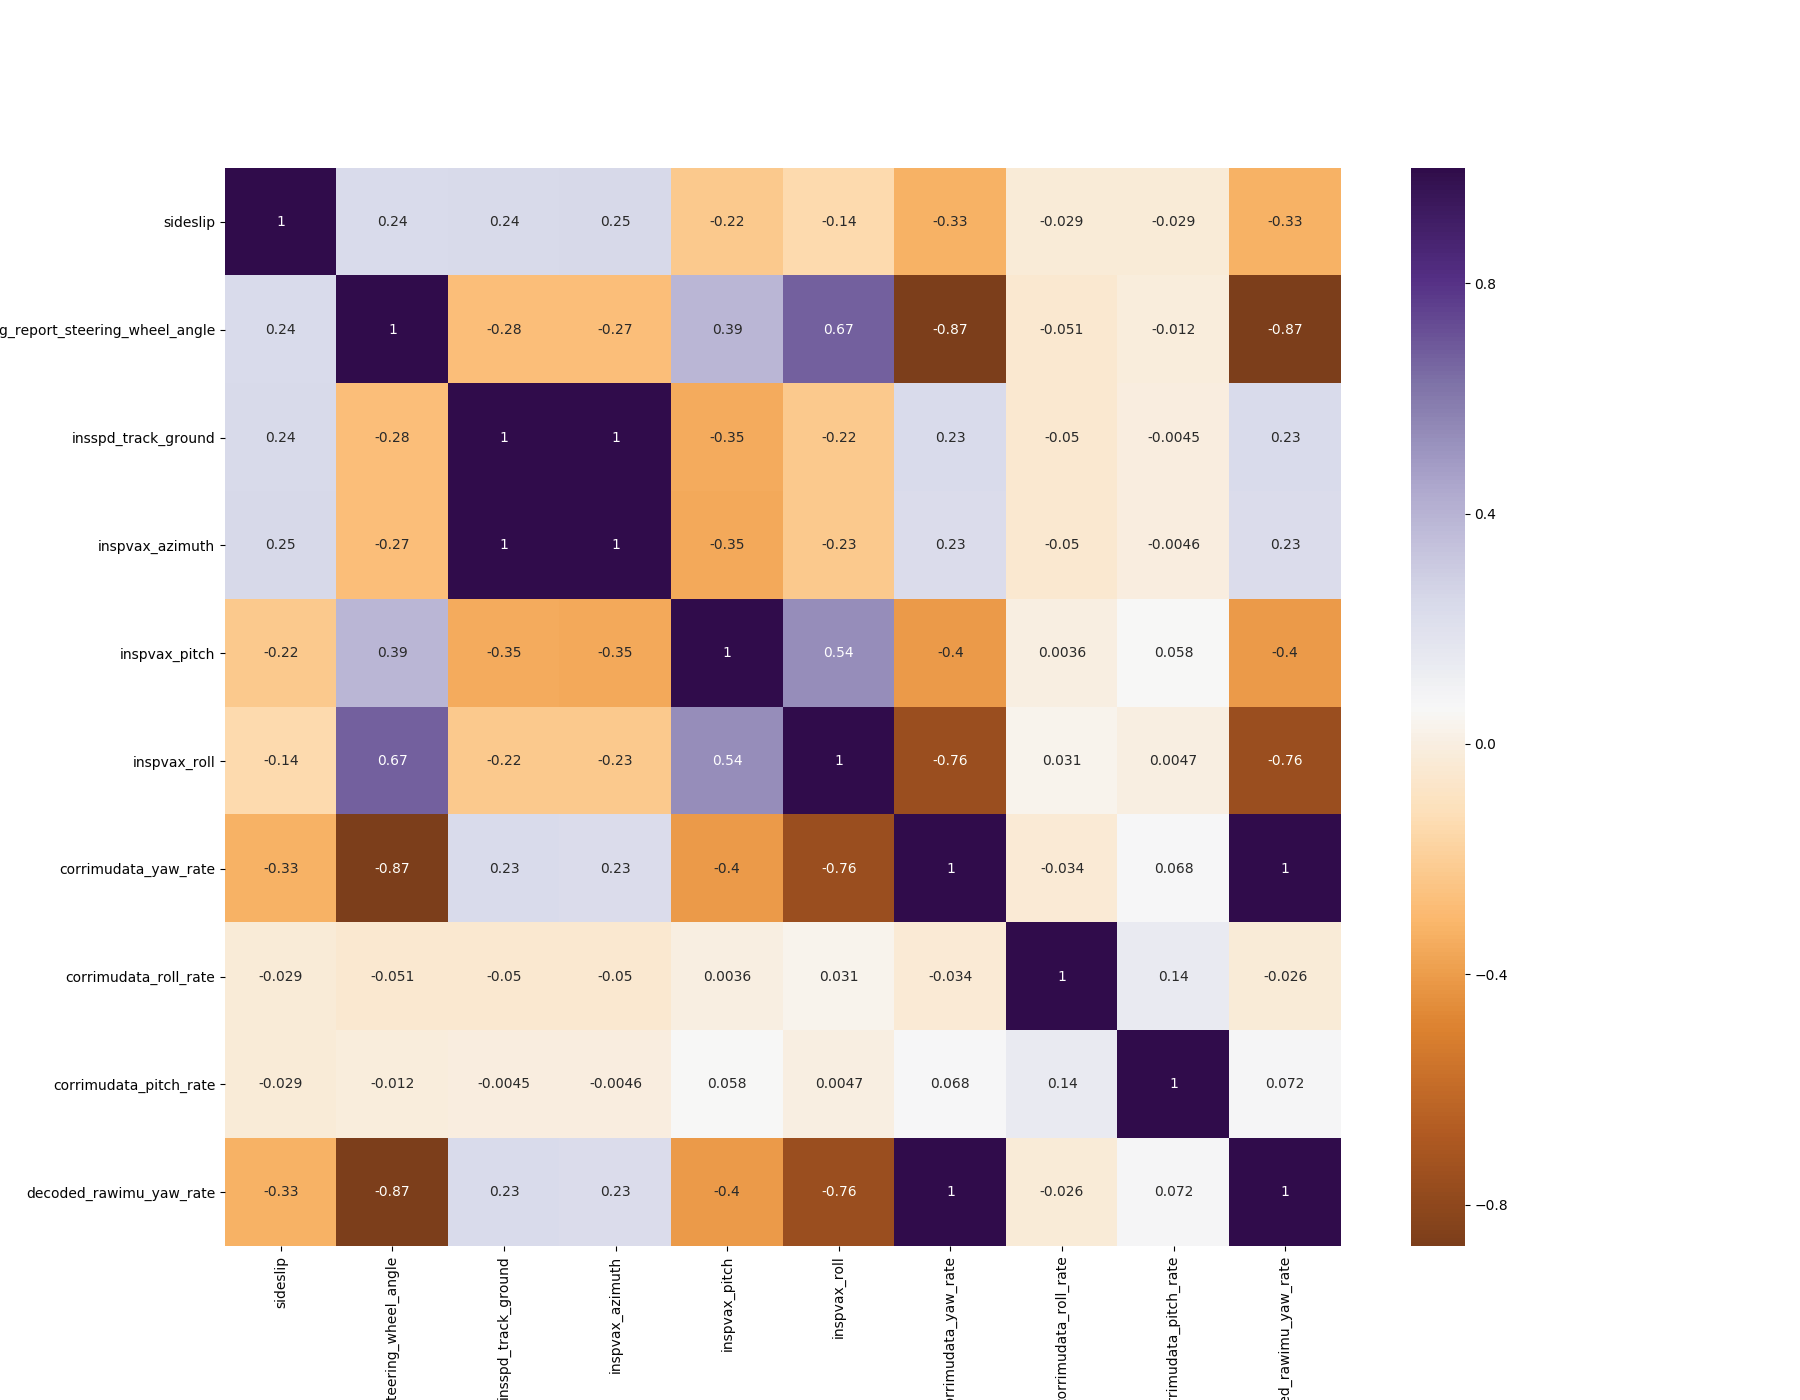 sideslip 1 0.24 0.24 0.25 -0.22 -0.14 -0.33 -0.029 -0.029 -0.33
g_report_steering_wheel_angle 0.24 1 -0.28 -0.27 0.39 0.67 -0.87 -0.051 -0.012 -0.87
insspd_track_ground 0.24 -0.28 1 1 -0.35 -0.22 0.23 -0.05 -0.0045 0.23
inspvax_azimuth 0.25 -0.27 1 1 -0.35 -0.23 0.23 -0.05 -0.0046 0.23
inspvax_pitch -0.22 0.39 -0.35 -0.35 1 0.54 -0.4 0.0036 0.058 -0.4
inspvax_roll -0.14 0.67 -0.22 -0.23 0.54 1 -0.76 0.031 0.0047 -0.76
corrimudata_yaw_rate -0.33 -0.87 0.23 0.23 -0.4 -0.76 1 -0.034 0.068 1
corrimudata_roll_rate -0.029 -0.051 -0.05 -0.05 0.0036 0.031 -0.034 1 0.14 -0.026
corrimudata_pitch_rate -0.029 -0.012 -0.0045 -0.0046 0.058 0.0047 0.068 0.14 1 0.072
decoded_rawimu_yaw_rate -0.33 -0.87 0.23 0.23 -0.4 -0.76 1 -0.026 0.072 1
sideslip
teering_wheel_angle
insspd_track_ground
inspvax_azimuth
inspvax_pitch
inspvax_roll
orrimudata_yaw_rate
orrimudata_roll_rate
rrimudata_pitch_rate
ed_rawimu_yaw_rate
0.8
0.4
0.0
−0.4
−0.8